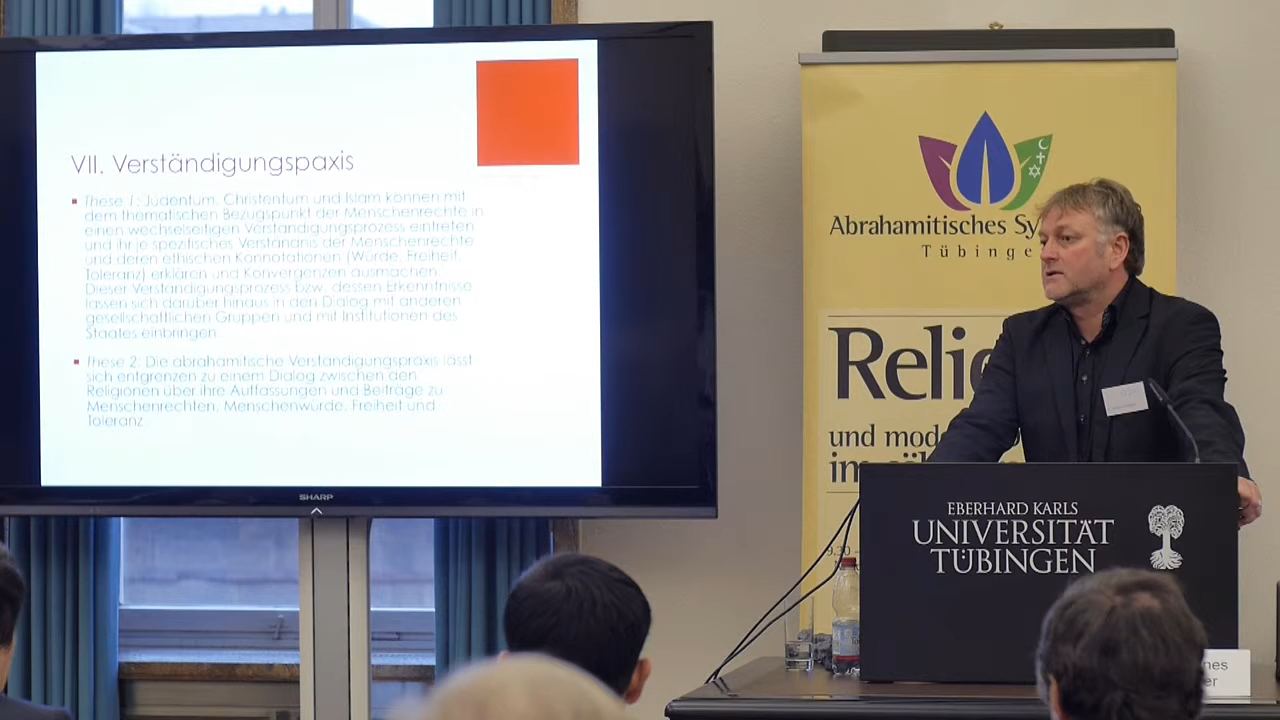 VII. Verständigungspaxis
These 1: Judentum, Christentum und Islam können mit
dem thematischen Bezugspunkt der Menschenrechte in
einen wechselseitigen Verständigungsprozess eintreten
und ihr je spezifisches Verständnis der Menschenrechte
und deren ethischen Konnotationen (Würde, Freiheit,
Toleranz) erklären und Konvergenzen ausmachen.
Dieser Verständigungsprozess bzw. dessen Erkenntnisse
lassen sich darüber hinaus in den Dialog mit anderen
gesellschaftlichen Gruppen und mit Institutionen des
Staates einbringen.
These 2: Die abrahamitische Verständigungspraxis lässt
sich entgrenzen zu einem Dialog zwischen den
Religionen über ihre Auffassungen und Beiträge zu
Menschenrechten, Menschenwürde, Freiheit und
Toleranz
SHARP
Abrahamitisches Sy
Tübinge
Relig
und mod
im
9.30
EBERHARD KARLS
UNIVERSITÄT
TÜBINGEN
nes
er